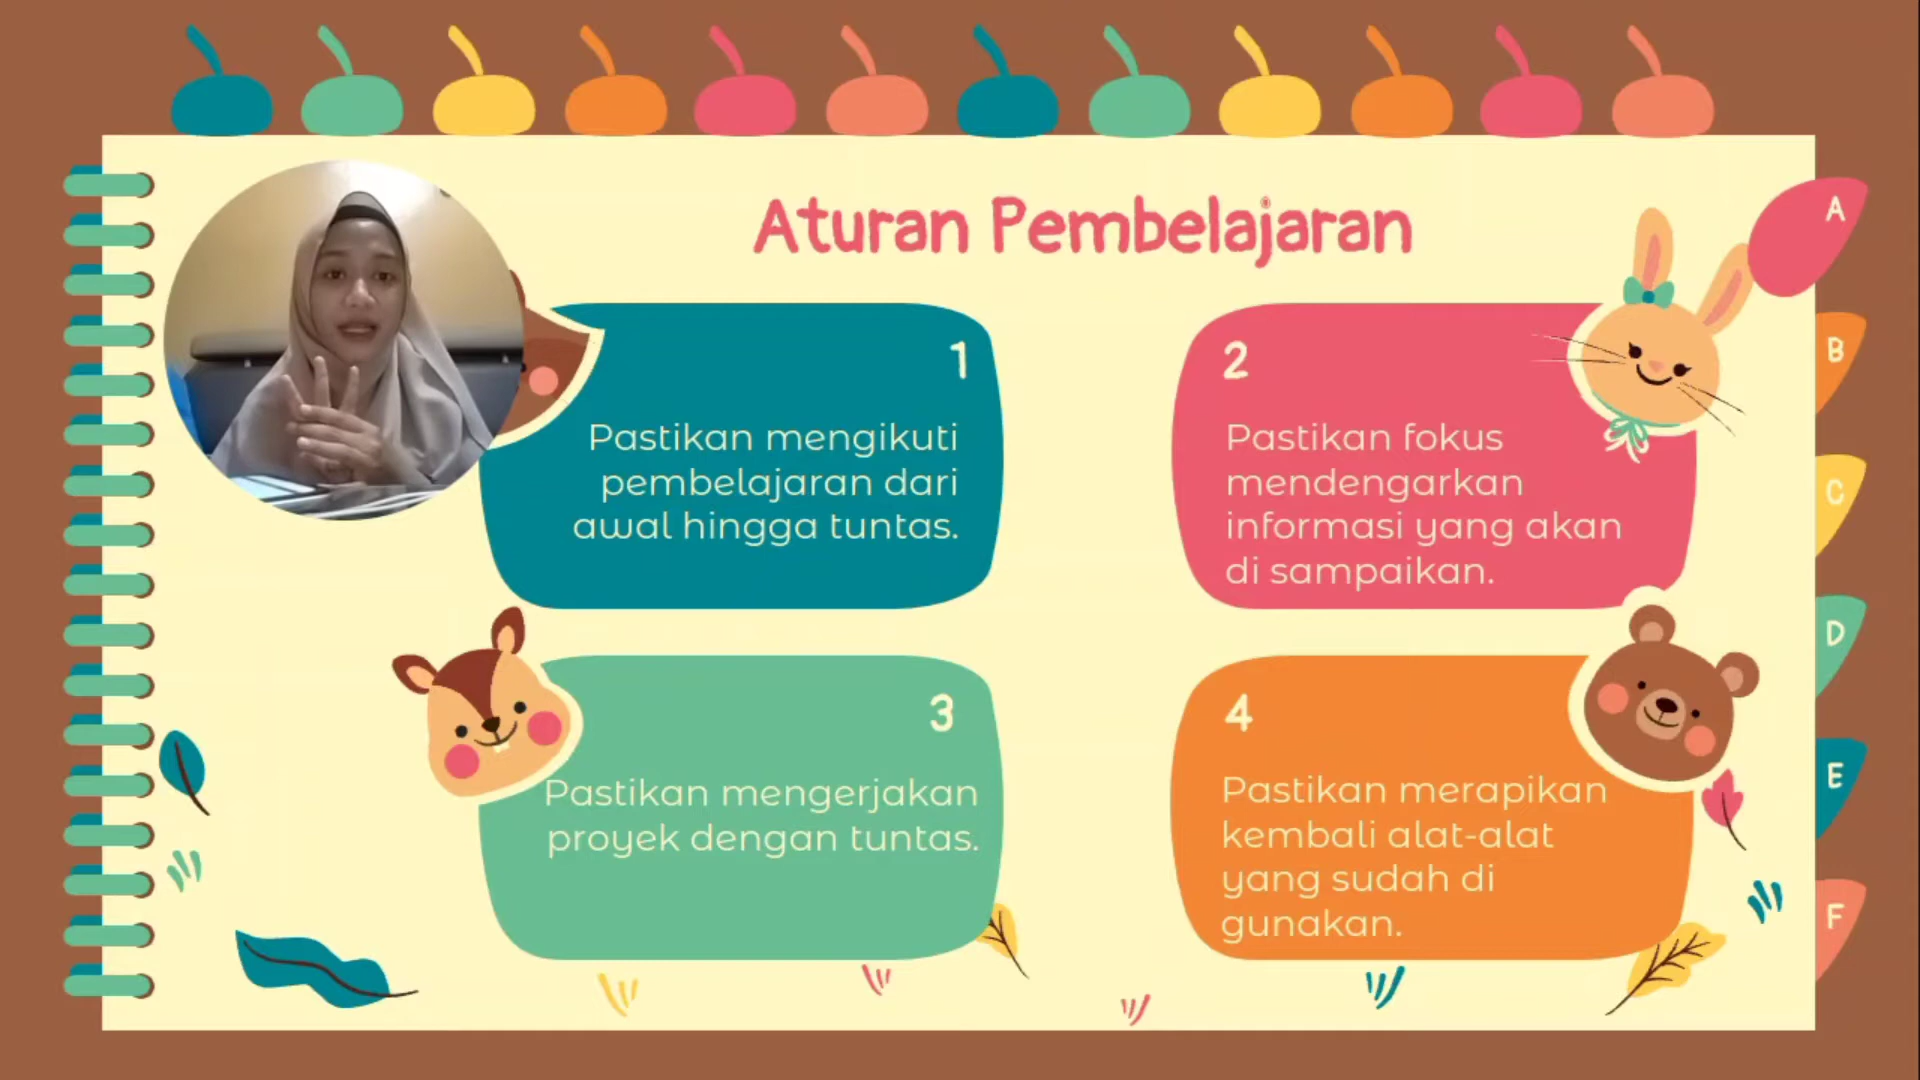 Aturan Pembelajaran
1
Pastikan mengikuti
pembelajaran dari
awal hingga tuntas.
2
Pastikan fokus
mendengarkan
informasi yang akan
di sampaikan.
3
Pastikan mengerjakan
proyek dengan tuntas.
4
Pastikan merapikan
kembali alat-alat
yang sudah di
gunakan.
A
B
C
D
E
F